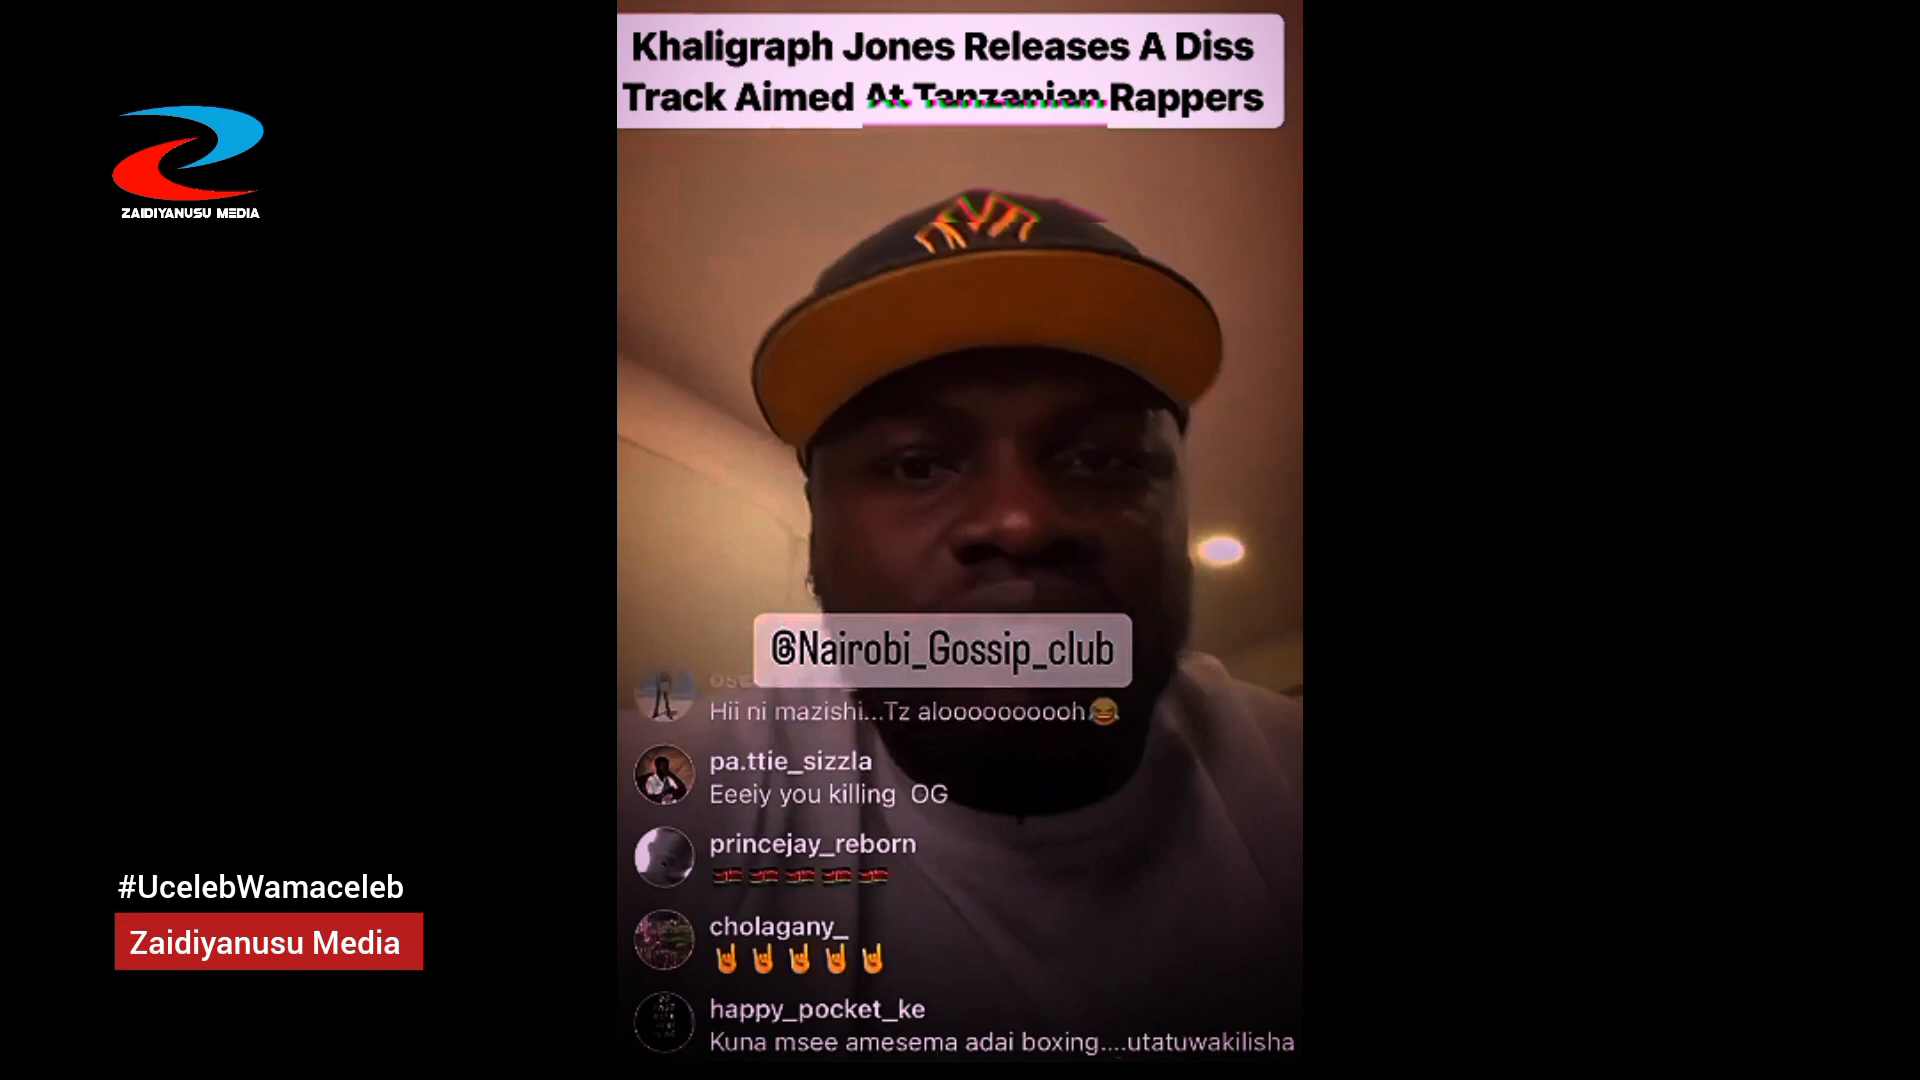 Khaligraph Jones Releases A Diss
Track Aimed At Tanzanian Rappers
ZAIDIYANUSU MEDIA
@Nairobi_Gossip_club
Hii ni mazishi...Tz aloooooooooh😂
pa.ttie_sizzla
Eeeiy you killing OG
princejay_reborn
🇰🇪🇰🇪🇰🇪🇰🇪🇰🇪
cholagany_
🤘🤘🤘🤘🤘
happy_pocket_ke
Kuna msee amesema adai boxing....utatuwakilisha
#UcelebWamaceleb
Zaidiyanusu Media